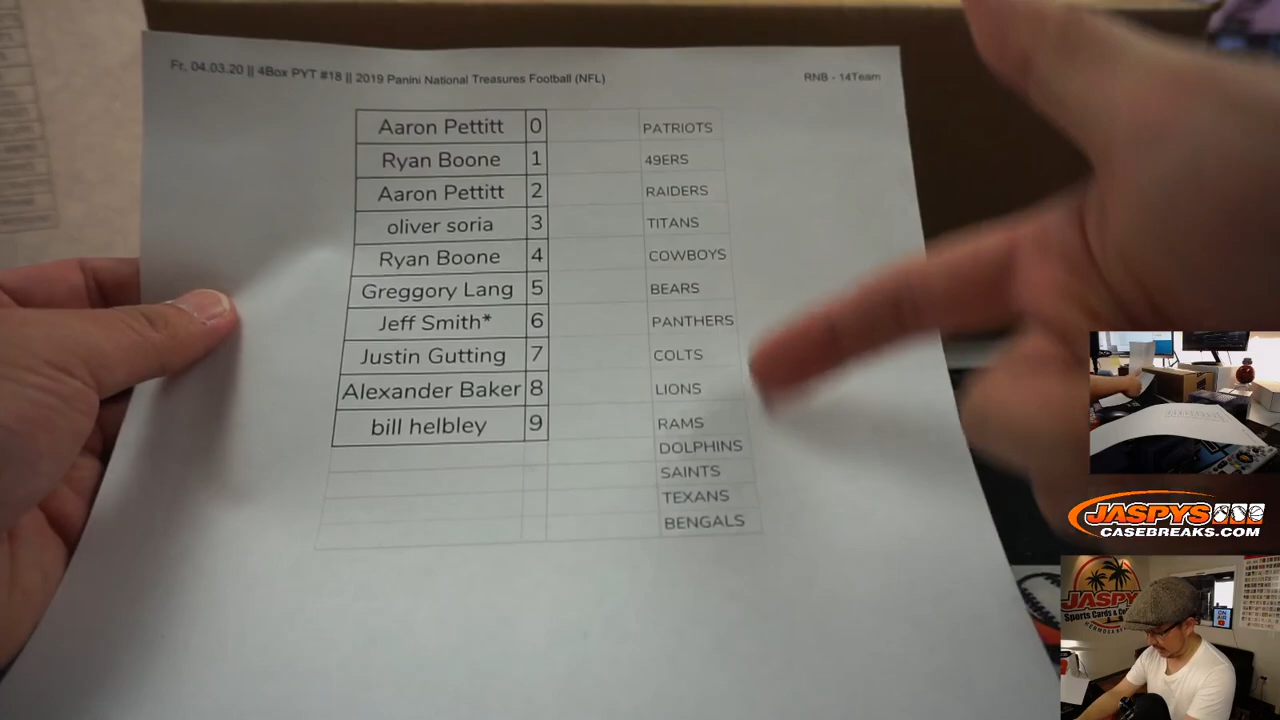 Fr, 04.03.20 || 4Box PYT #18 || 2019 Panini National Treasures Football (NFL)
RNB - 14Team
Aaron Pettitt 0 PATRIOTS
Ryan Boone 1 49ERS
Aaron Pettitt 2 RAIDERS
oliver soria 3 TITANS
Ryan Boone 4 COWBOYS
Greggory Lang 5 BEARS
Jeff Smith* 6 PANTHERS
Justin Gutting 7 COLTS
Alexander Baker 8 LIONS
bill helbley 9 RAMS
DOLPHINS
SAINTS
TEXANS
BENGALS
JASPYS
CASEBREAKS.COM
JASPY
Sports Cards &